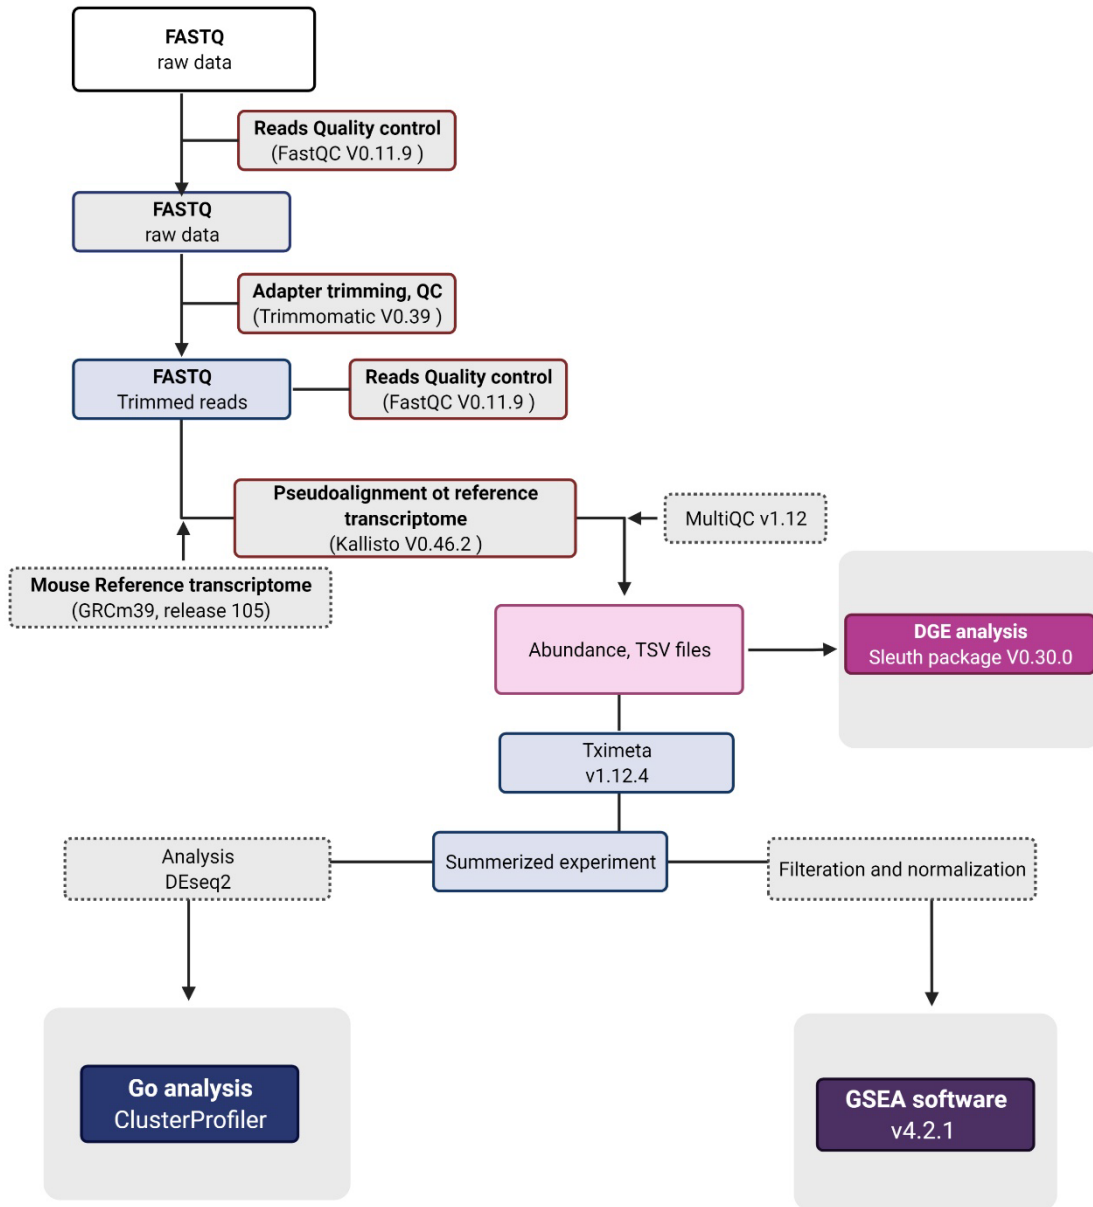 FASTQ
raw data
Reads Quality control
(FastQC V0.11.9 )
FASTQ
raw data
Adapter trimming, QC
(Trimmomatic V0.39 )
FASTQ
Trimmed reads
Reads Quality control
(FastQC V0.11.9 )
Pseudoalignment ot reference
transcriptome
(Kallisto V0.46.2 )
MultiQC v1.12
Mouse Reference transcriptome
(GRCm39, release 105)
Abundance, TSV files
DGE analysis
Sleuth package V0.30.0
Tximeta
v1.12.4
Analysis
DEseq2
Summerized experiment
Filteration and normalization
Go analysis
ClusterProfiler
GSEA software
v4.2.1